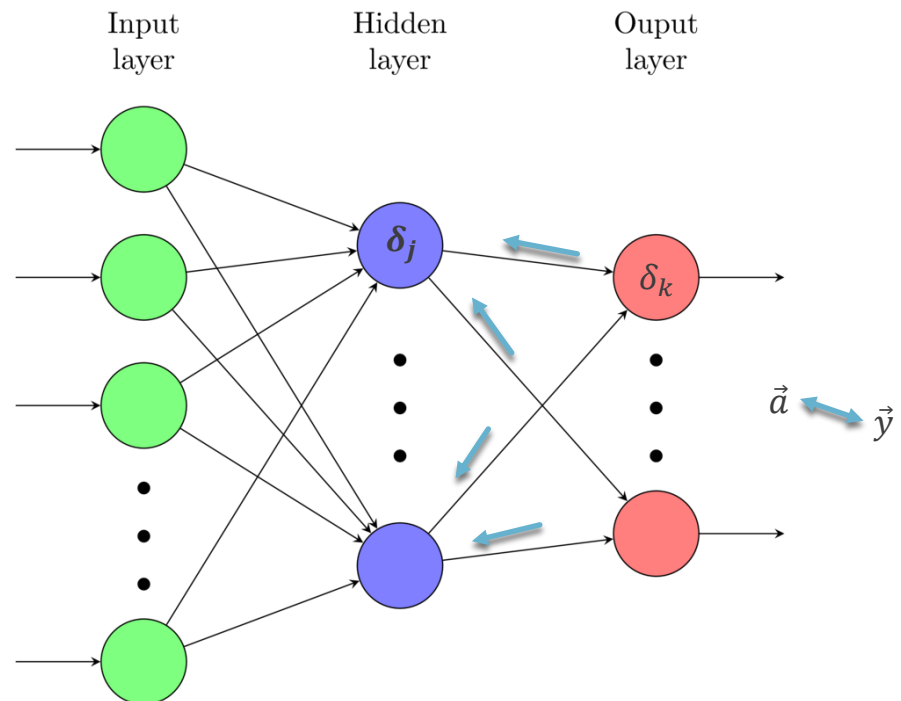 Input
layer
Hidden
layer
Ouput
layer
δⱼ
δₖ
a⃗
y⃗